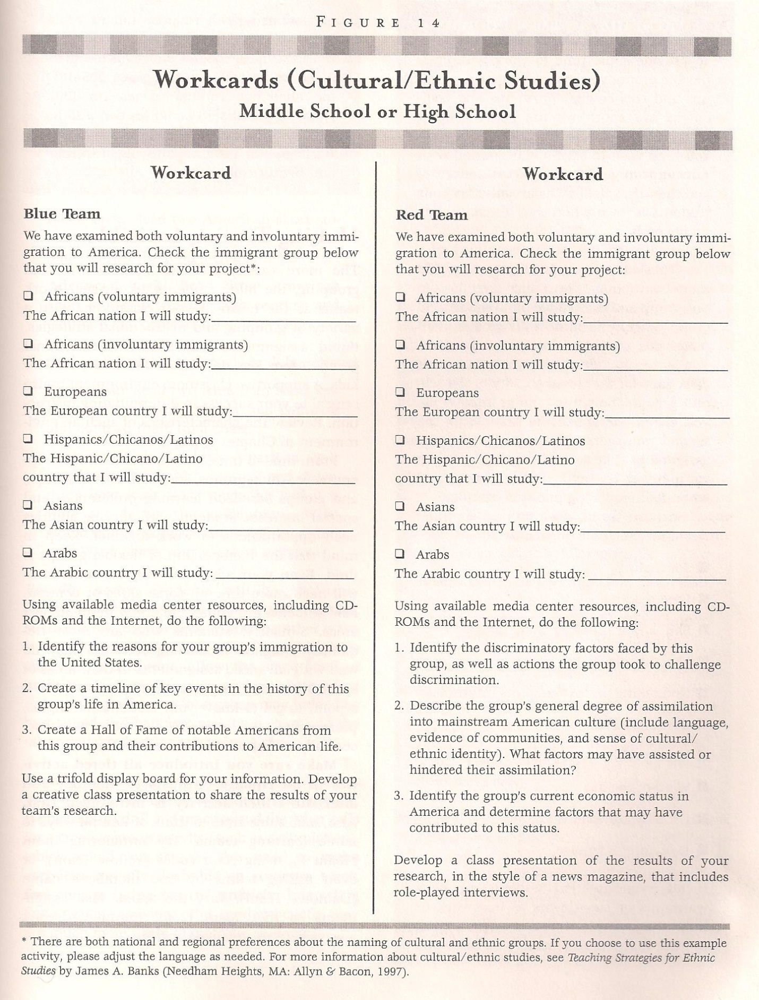 FIGURE 14
Workcards (Cultural/Ethnic Studies)
Middle School or High School
Workcard
Blue Team
We have examined both voluntary and involuntary immi-
gration to America. Check the immigrant group below
that you will research for your project*:
❑ Africans (voluntary immigrants)
The African nation I will study:____________________
❑ Africans (involuntary immigrants)
The African nation I will study:____________________
❑ Europeans
The European country I will study:____________________
❑ Hispanics/Chicanos/Latinos
The Hispanic/Chicano/Latino
country that I will study:____________________
❑ Asians
The Asian country I will study:____________________
❑ Arabs
The Arabic country I will study: ____________________
Using available media center resources, including CD-
ROMs and the Internet, do the following:
1. Identify the reasons for your group's immigration to
the United States.
2. Create a timeline of key events in the history of this
group's life in America.
3. Create a Hall of Fame of notable Americans from
this group and their contributions to American life.
Use a trifold display board for your information. Develop
a creative class presentation to share the results of your
team's research.
Workcard
Red Team
We have examined both voluntary and involuntary immi-
gration to America. Check the immigrant group below
that you will research for your project:
❑ Africans (voluntary immigrants)
The African nation I will study:____________________
❑ Africans (involuntary immigrants)
The African nation I will study:____________________
❑ Europeans
The European country I will study:____________________
❑ Hispanics/Chicanos/Latinos
The Hispanic/Chicano/Latino
country that I will study:____________________
❑ Asians
The Asian country I will study:____________________
❑ Arabs
The Arabic country I will study: ____________________
Using available media center resources, including CD-
ROMs and the Internet, do the following:
1. Identify the discriminatory factors faced by this
group, as well as actions the group took to challenge
discrimination.
2. Describe the group's general degree of assimilation
into mainstream American culture (include language,
evidence of communities, and sense of cultural/
ethnic identity). What factors may have assisted or
hindered their assimilation?
3. Identify the group's current economic status in
America and determine factors that may have
contributed to this status.
Develop a class presentation of the results of your
research, in the style of a news magazine, that includes
role-played interviews.
* There are both national and regional preferences about the naming of cultural and ethnic groups. If you choose to use this example
activity, please adjust the language as needed. For more information about cultural/ethnic studies, see Teaching Strategies for Ethnic
Studies by James A. Banks (Needham Heights, MA: Allyn & Bacon, 1997).